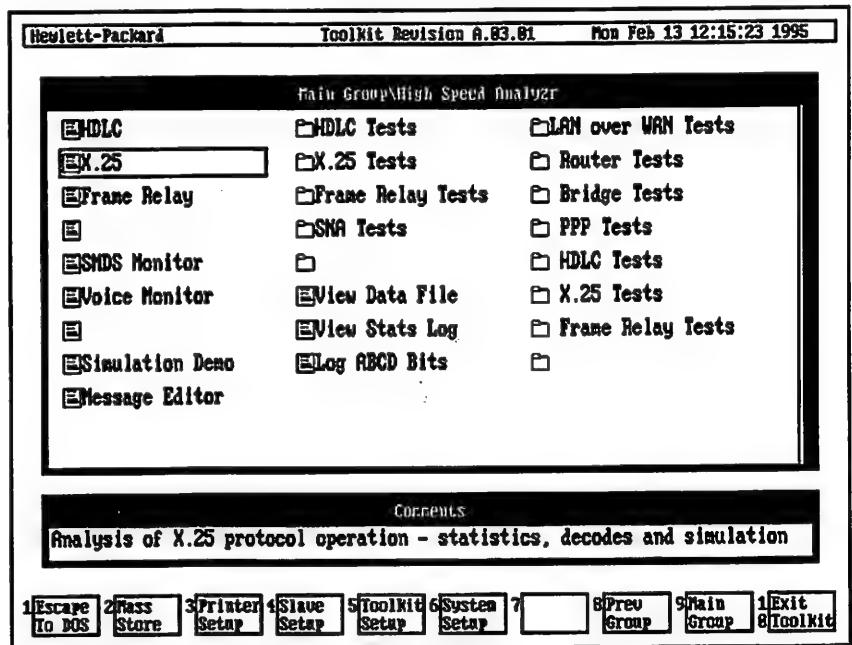 Hewlett-Packard Toolkit Revision A.03.01 Mon Feb 13 12:15:23 1995
Main Group\High Speed Analyzr
HDLC HDLC Tests LAN over WAN Tests
X.25 X.25 Tests Router Tests
Frame Relay Frame Relay Tests Bridge Tests
SNA Tests PPP Tests
SMDS Monitor HDLC Tests
Voice Monitor View Data File X.25 Tests
View Stats Log Frame Relay Tests
Simulation Demo Log ABCD Bits
Message Editor
Comments
Analysis of X.25 protocol operation - statistics, decodes and simulation
1 Escape 2 Mass 3 Printer 4 Slave 5 Toolkit 6 System 7 8 Prev 9 Main 1 Exit
To DOS Store Setup Setup Setup Setup Group Group 0 Toolkit